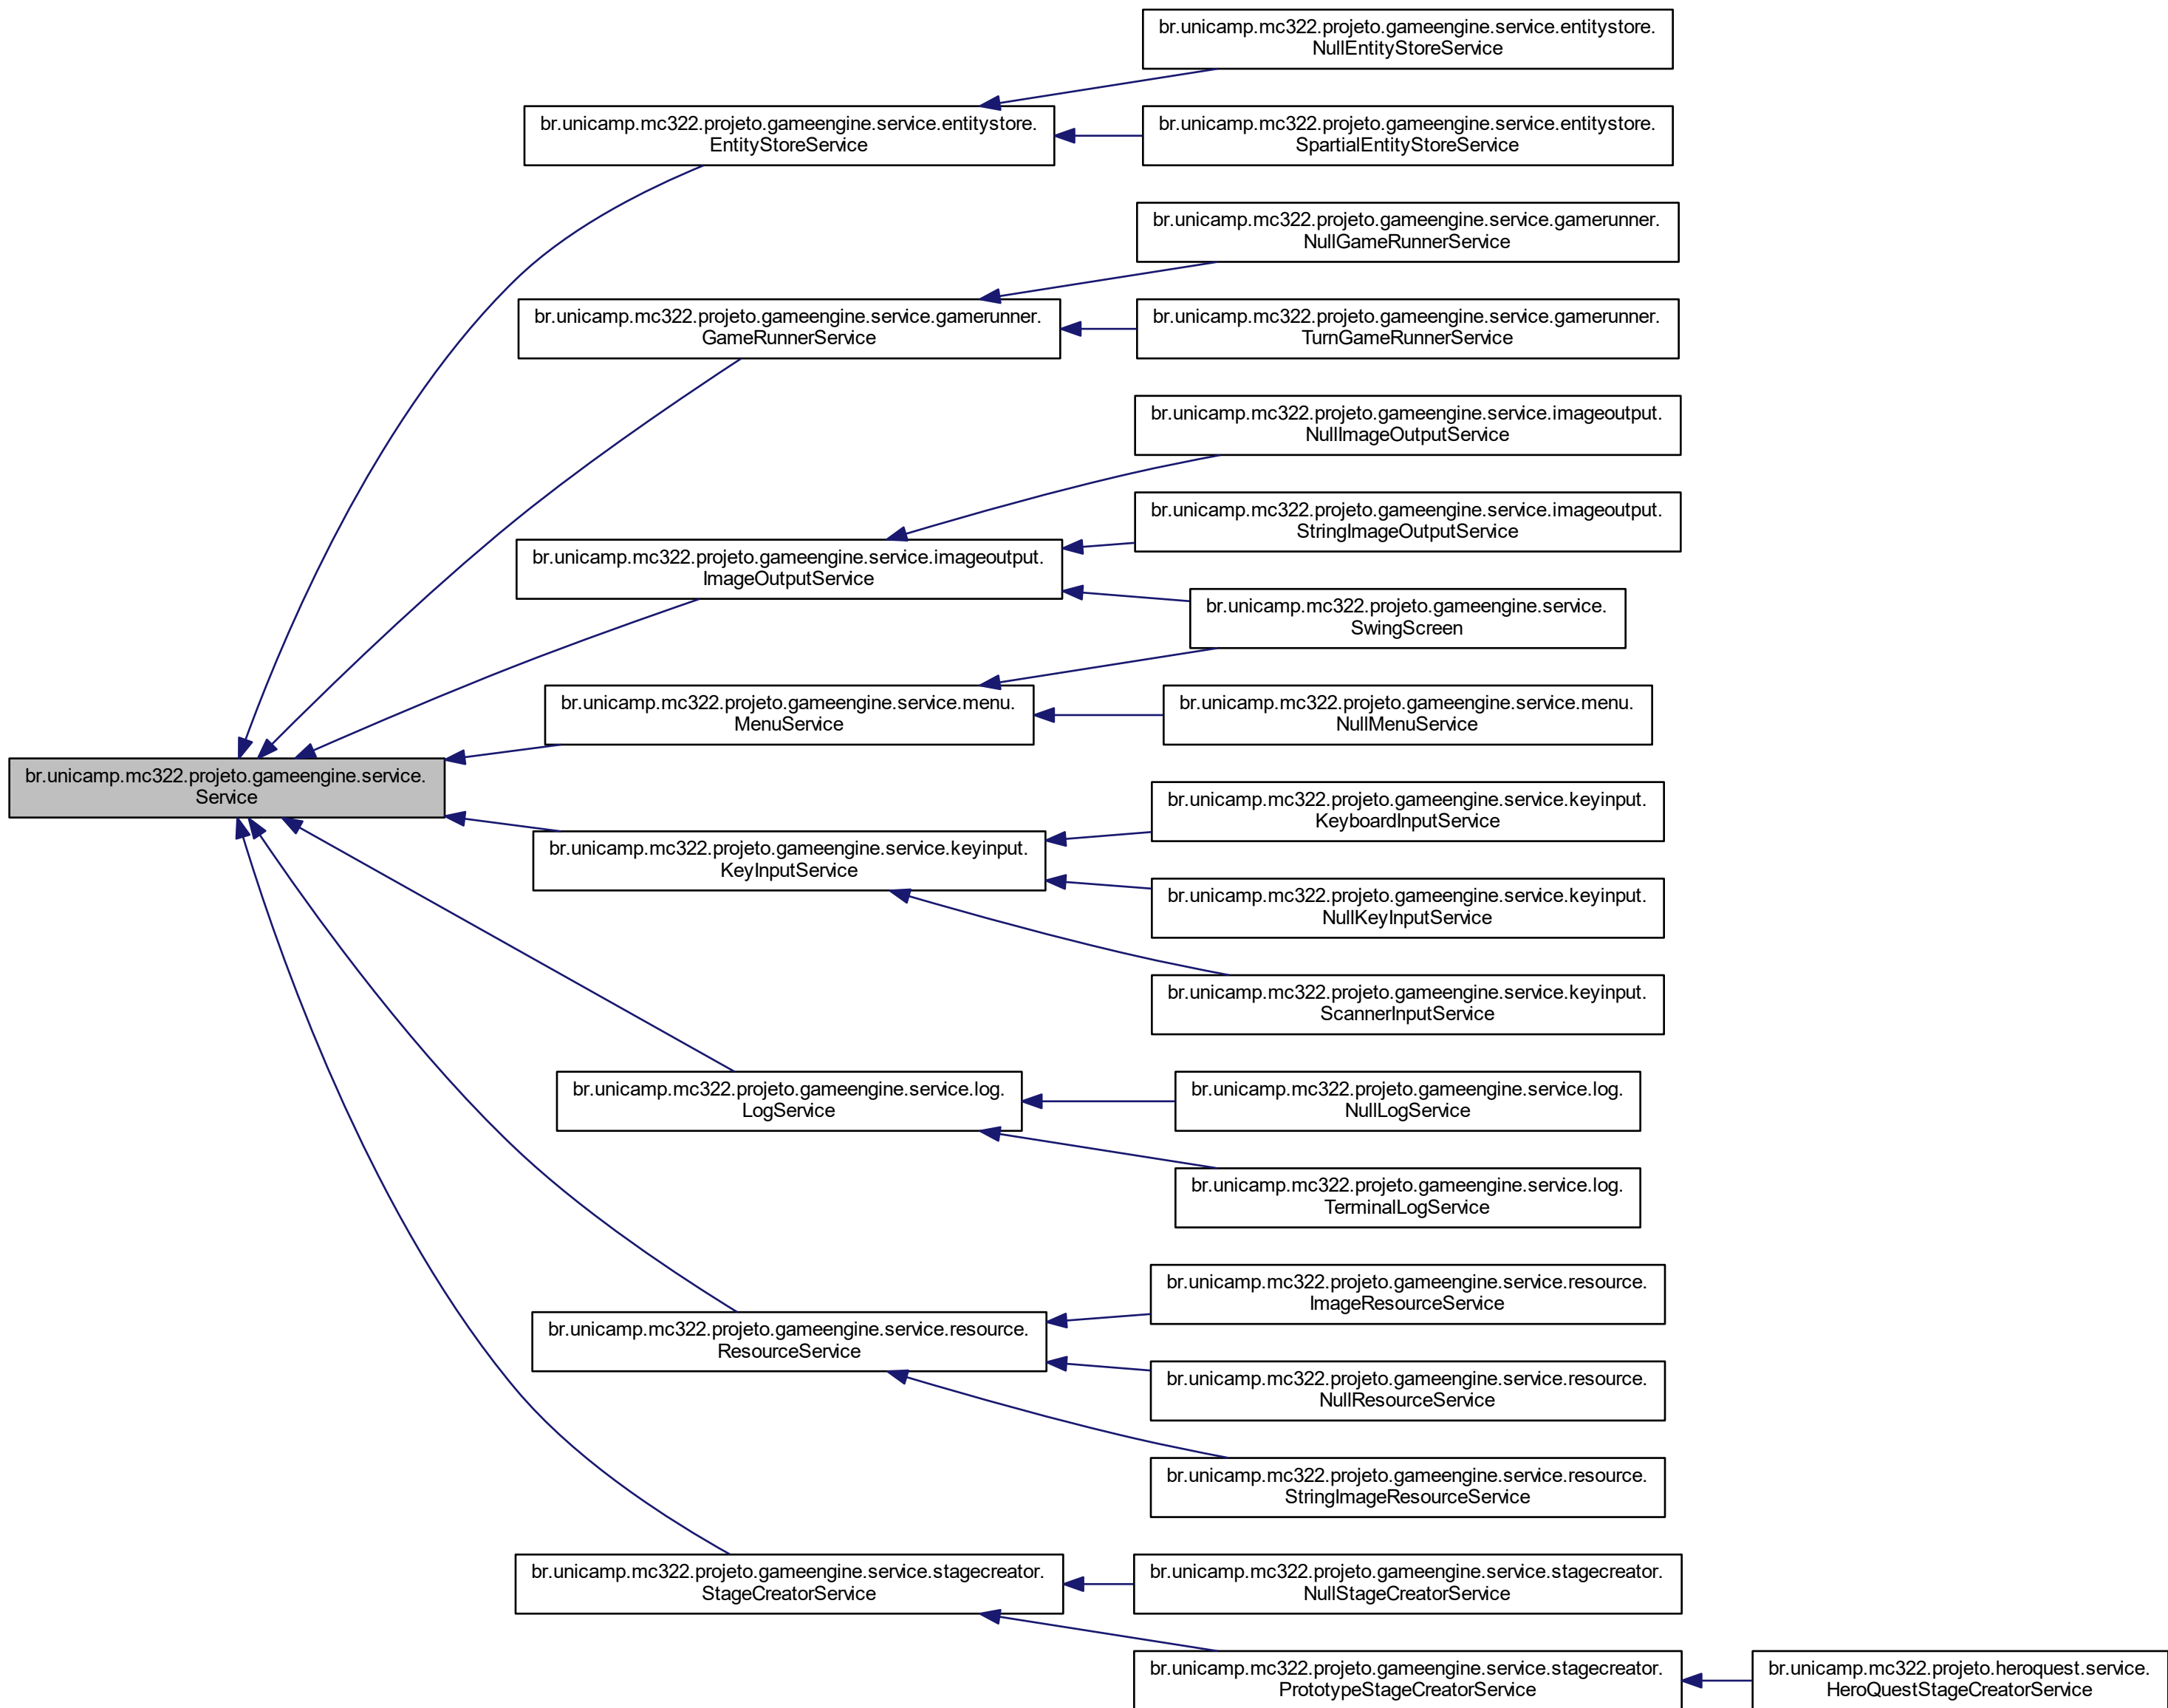 br.unicamp.mc322.projeto.gameengine.service.entitystore.
NullEntityStoreService
br.unicamp.mc322.projeto.gameengine.service.entitystore.
EntityStoreService
br.unicamp.mc322.projeto.gameengine.service.entitystore.
SpartialEntityStoreService
br.unicamp.mc322.projeto.gameengine.service.gamerunner.
NullGameRunnerService
br.unicamp.mc322.projeto.gameengine.service.gamerunner.
GameRunnerService
br.unicamp.mc322.projeto.gameengine.service.gamerunner.
TurnGameRunnerService
br.unicamp.mc322.projeto.gameengine.service.imageoutput.
NullImageOutputService
br.unicamp.mc322.projeto.gameengine.service.imageoutput.
StringImageOutputService
br.unicamp.mc322.projeto.gameengine.service.imageoutput.
ImageOutputService
br.unicamp.mc322.projeto.gameengine.service.
SwingScreen
br.unicamp.mc322.projeto.gameengine.service.menu.
MenuService
br.unicamp.mc322.projeto.gameengine.service.menu.
NullMenuService
br.unicamp.mc322.projeto.gameengine.service.
Service
br.unicamp.mc322.projeto.gameengine.service.keyinput.
KeyboardInputService
br.unicamp.mc322.projeto.gameengine.service.keyinput.
KeyInputService
br.unicamp.mc322.projeto.gameengine.service.keyinput.
NullKeyInputService
br.unicamp.mc322.projeto.gameengine.service.keyinput.
ScannerInputService
br.unicamp.mc322.projeto.gameengine.service.log.
LogService
br.unicamp.mc322.projeto.gameengine.service.log.
NullLogService
br.unicamp.mc322.projeto.gameengine.service.log.
TerminalLogService
br.unicamp.mc322.projeto.gameengine.service.resource.
ImageResourceService
br.unicamp.mc322.projeto.gameengine.service.resource.
ResourceService
br.unicamp.mc322.projeto.gameengine.service.resource.
NullResourceService
br.unicamp.mc322.projeto.gameengine.service.resource.
StringImageResourceService
br.unicamp.mc322.projeto.gameengine.service.stagecreator.
StageCreatorService
br.unicamp.mc322.projeto.gameengine.service.stagecreator.
NullStageCreatorService
br.unicamp.mc322.projeto.gameengine.service.stagecreator.
PrototypeStageCreatorService
br.unicamp.mc322.projeto.heroquest.service.
HeroQuestStageCreatorService